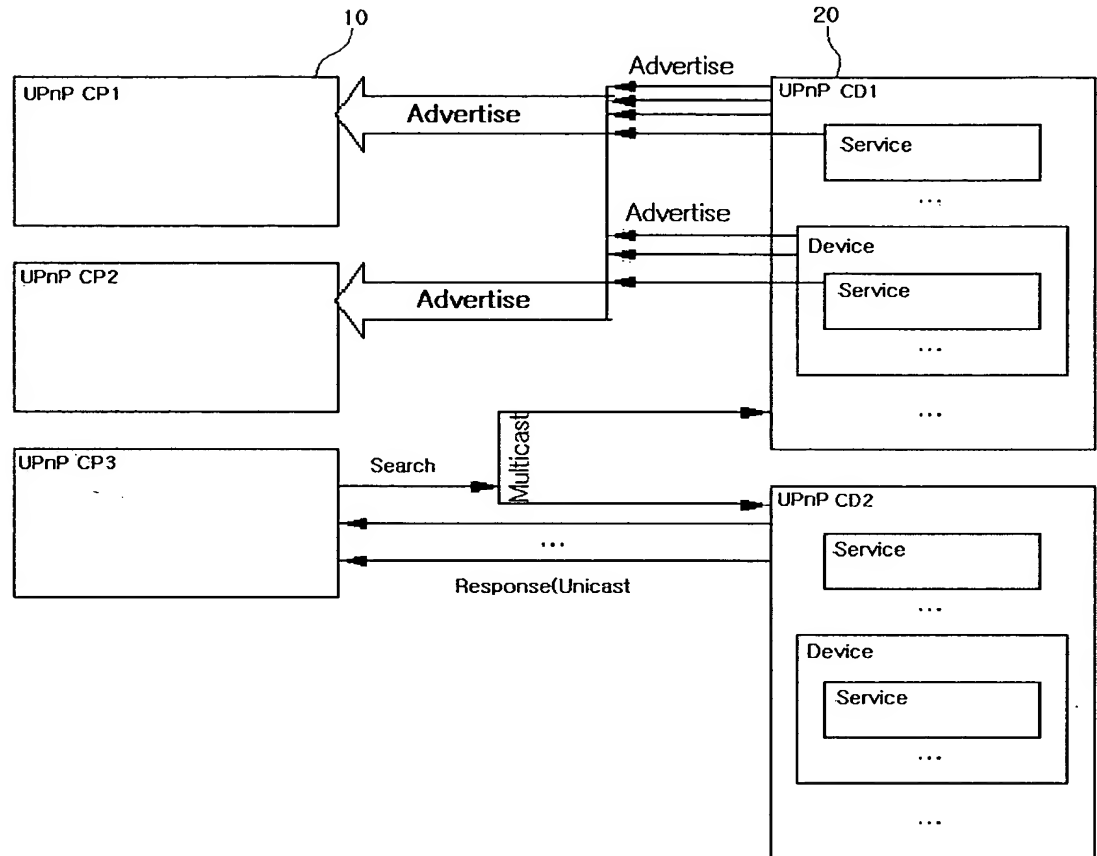 10
20
UPnP CP1
Advertise
Advertise
UPnP CD1
Service
...
Advertise
Device
Service
...
UPnP CP2
Advertise
...
UPnP CP3
Search
Multicast
UPnP CD2
Service
...
...
Response(Unicast
Device
Service
...
...